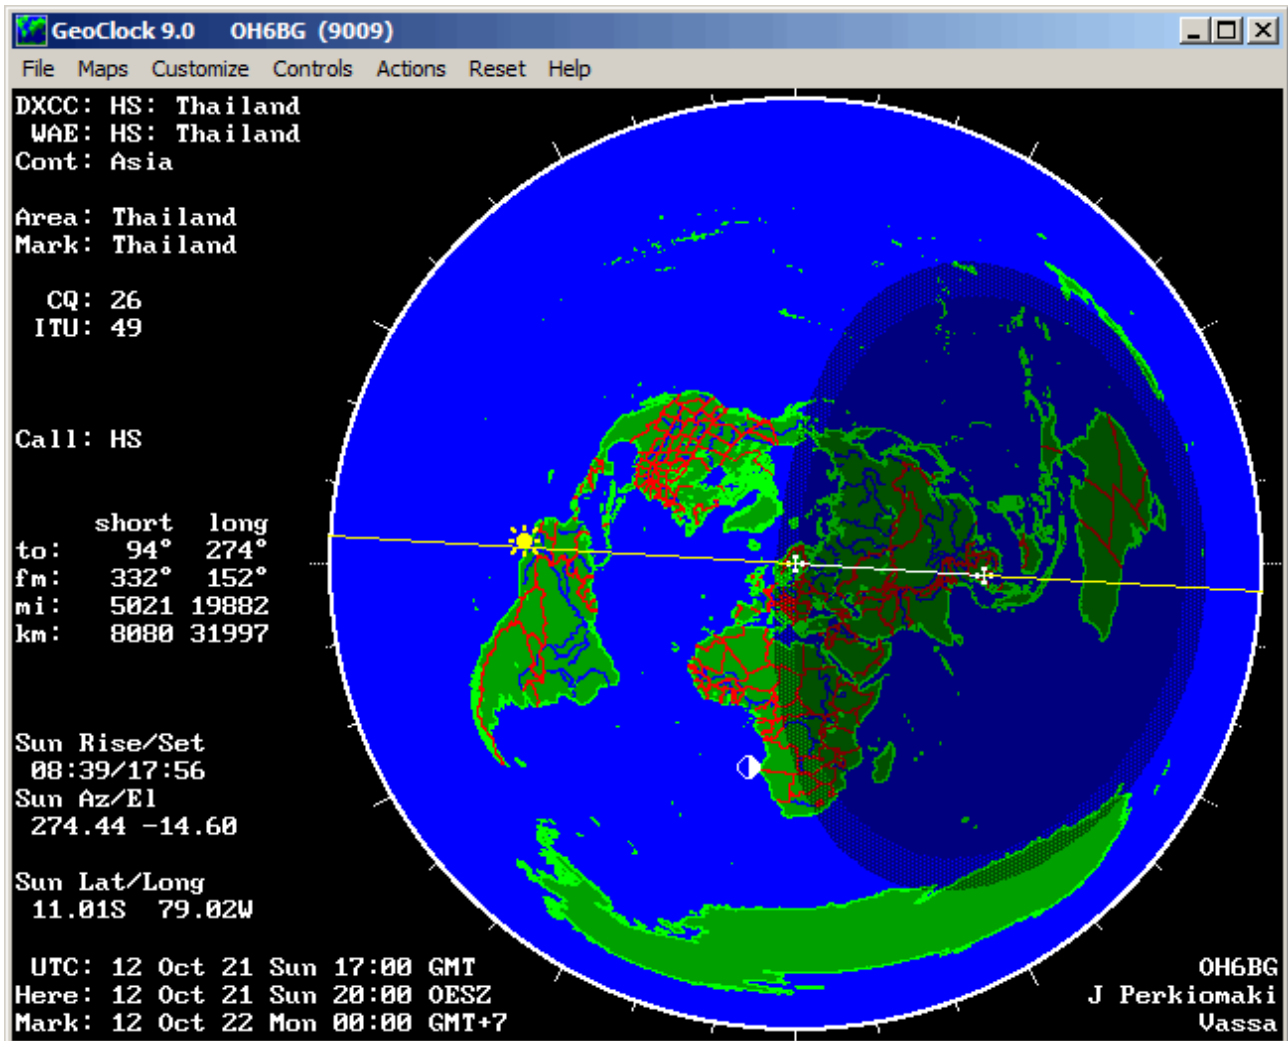 GeoClock 9.0 OH6BG (9009)
File Maps Customize Controls Actions Reset Help
DXCC: HS: Thailand
WAE: HS: Thailand
Cont: Asia
Area: Thailand
Mark: Thailand
CQ: 26
ITU: 49
Call: HS
short long
to: 94° 274°
fm: 332° 152°
mi: 5021 19882
km: 8080 31997
Sun Rise/Set
08:39/17:56
Sun Az/El
274.44 -14.60
Sun Lat/Long
11.01S 79.02W
UTC: 12 Oct 21 Sun 17:00 GMT
Here: 12 Oct 21 Sun 20:00 OESZ
Mark: 12 Oct 22 Mon 00:00 GMT+7
OH6BG
J Perkiomaki
Vassa